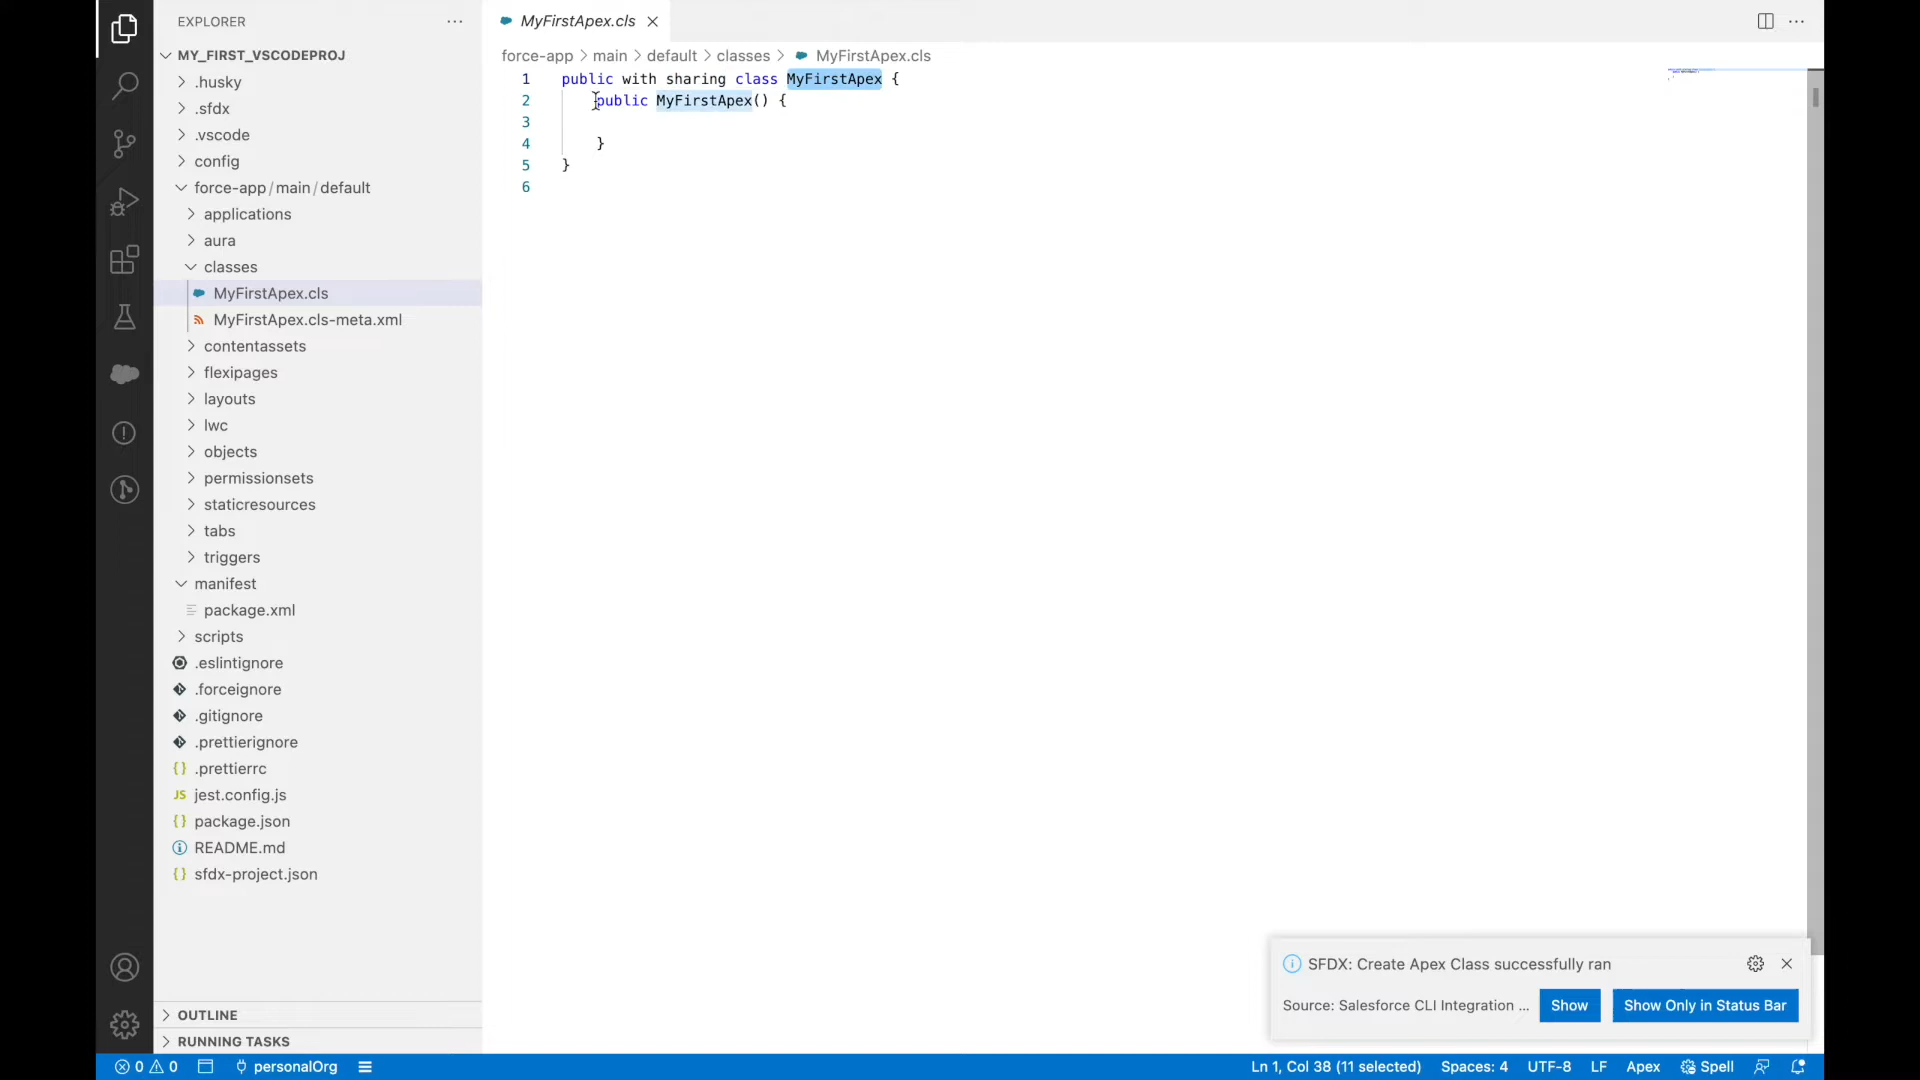 EXPLORER
MY_FIRST_VSCODEPROJ
.husky
.sfdx
.vscode
config
force-app/main/default
applications
aura
classes
MyFirstApex.cls
MyFirstApex.cls-meta.xml
contentassets
flexipages
layouts
lwc
objects
permissionsets
staticresources
tabs
triggers
manifest
package.xml
scripts
.eslintignore
.forceignore
.gitignore
.prettierignore
{} .prettierrc
JS jest.config.js
{} package.json
README.md
{} sfdx-project.json
OUTLINE
RUNNING TASKS
MyFirstApex.cls
force-app > main > default > classes > MyFirstApex.cls
1 public with sharing class MyFirstApex {
2 public MyFirstApex() {
3
4 }
5 }
6
SFDX: Create Apex Class successfully ran
Source: Salesforce CLI Integration ... Show Show Only in Status Bar
0 0 personalOrg Ln 1, Col 38 (11 selected) Spaces: 4 UTF-8 LF Apex Spell